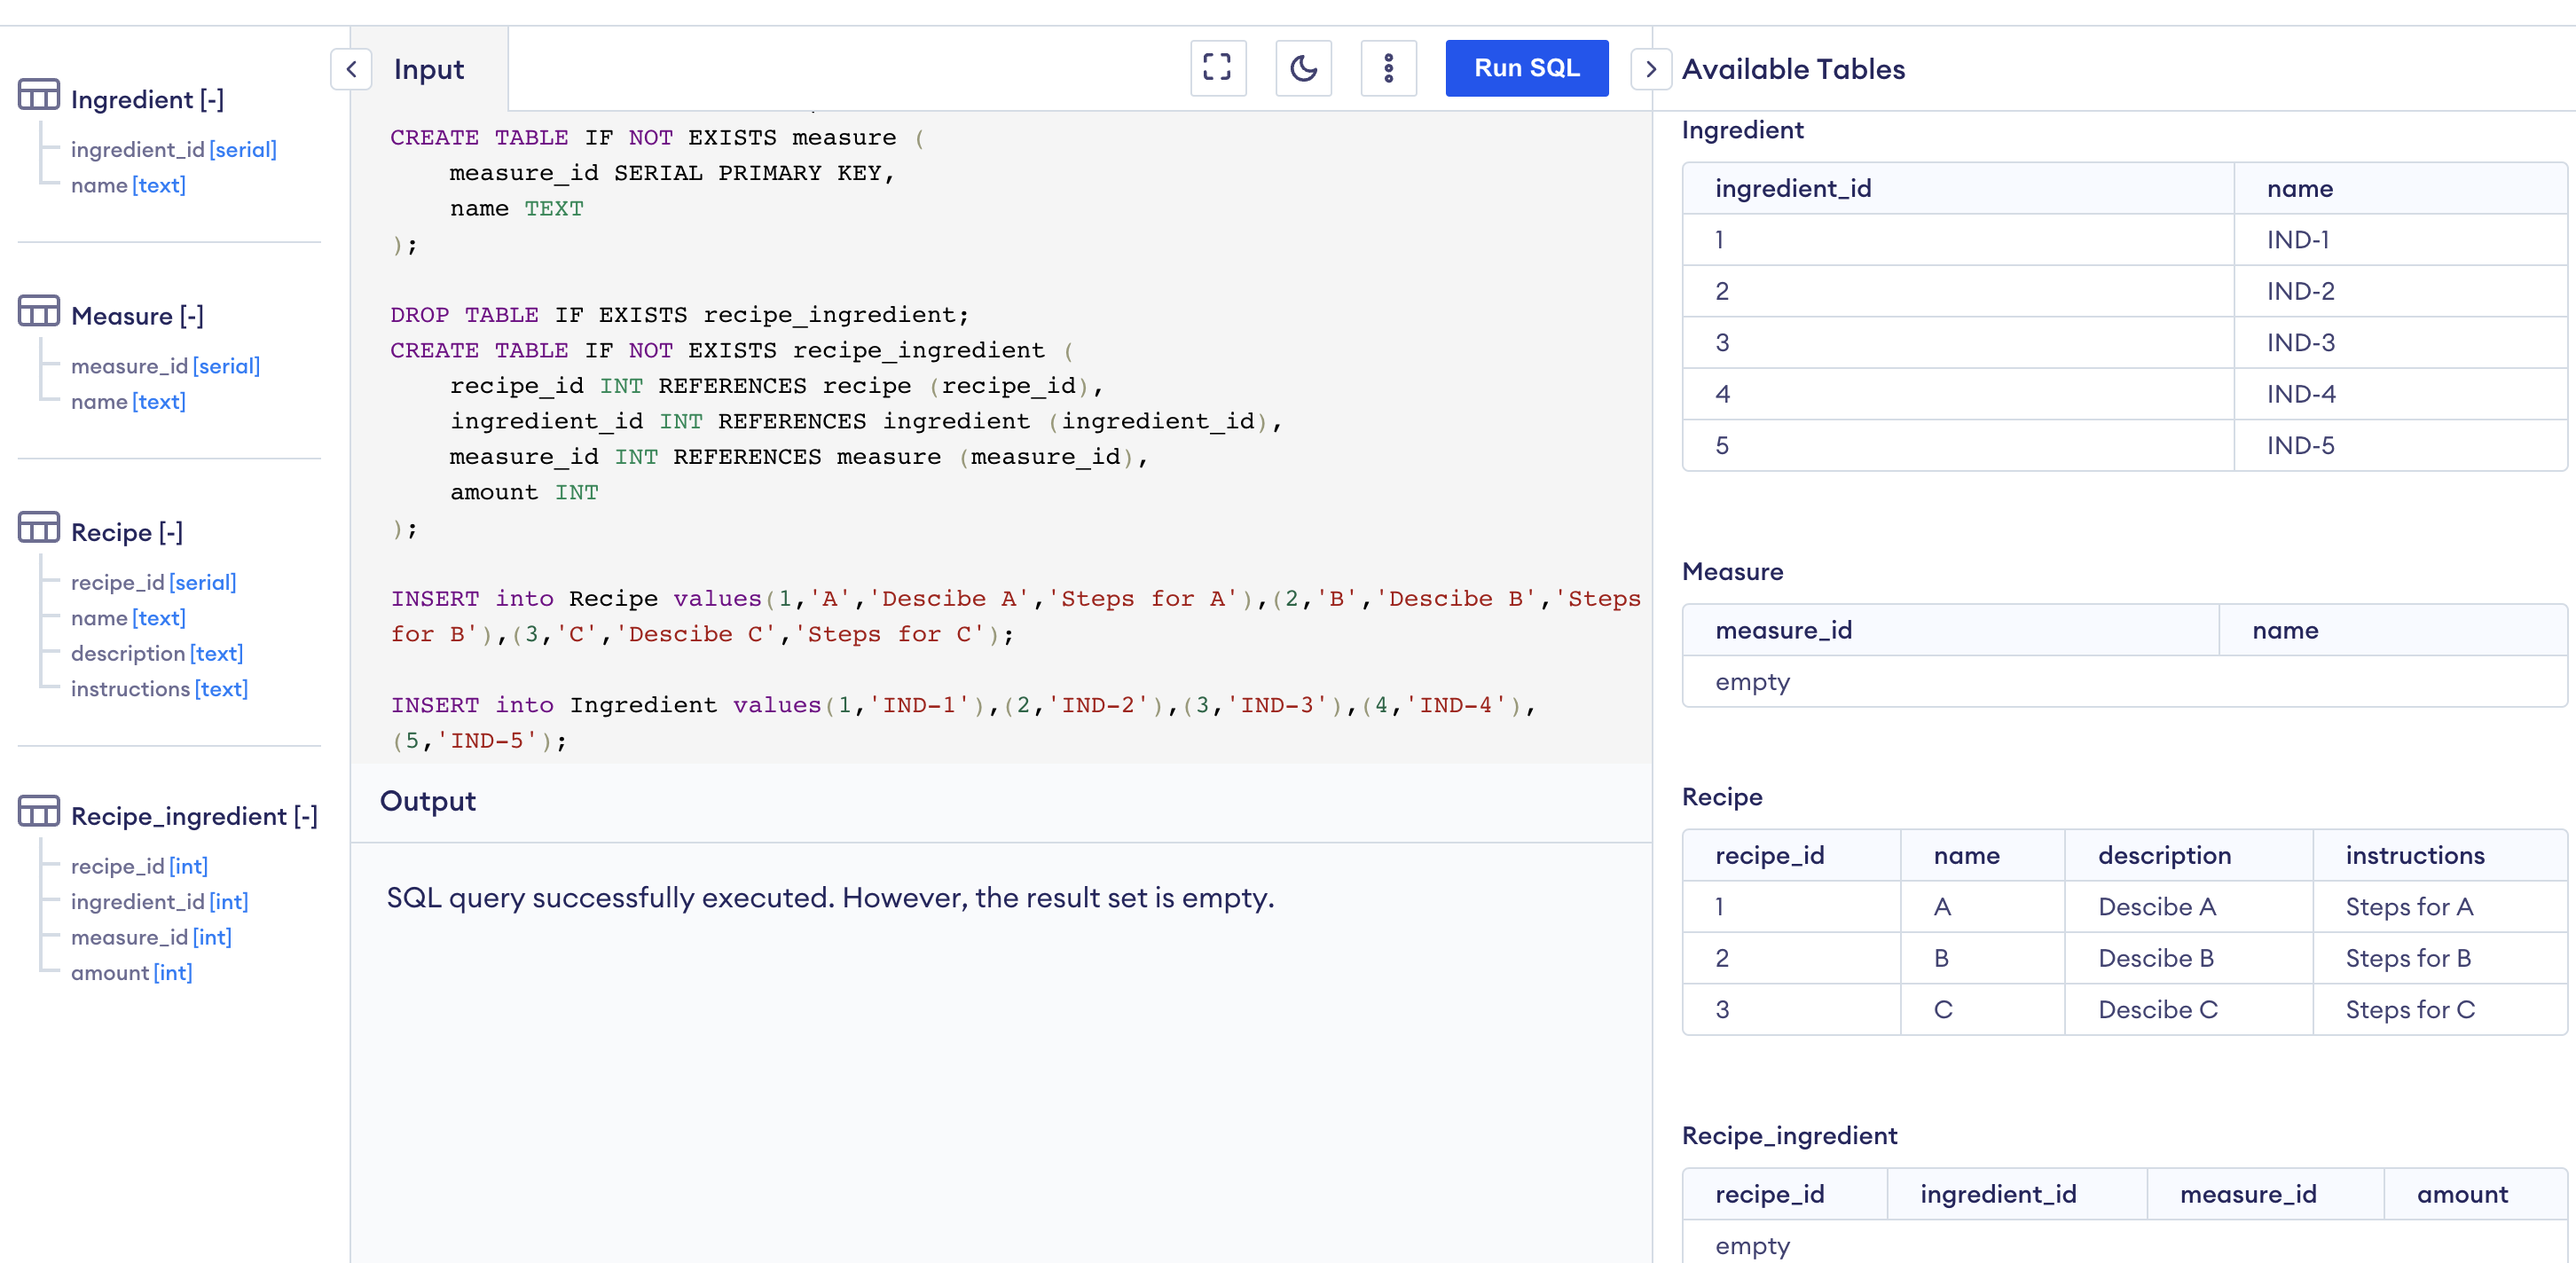 Ingredient [-]
ingredient_id [serial]
name [text]
Measure [-]
measure_id [serial]
name [text]
Recipe [-]
recipe_id [serial]
name [text]
description [text]
instructions [text]
Recipe_ingredient [-]
recipe_id [int]
ingredient_id [int]
measure_id [int]
amount [int]
Input
Run SQL
CREATE TABLE IF NOT EXISTS measure (
    measure_id SERIAL PRIMARY KEY,
    name TEXT
);
DROP TABLE IF EXISTS recipe_ingredient;
CREATE TABLE IF NOT EXISTS recipe_ingredient (
    recipe_id INT REFERENCES recipe (recipe_id),
    ingredient_id INT REFERENCES ingredient (ingredient_id),
    measure_id INT REFERENCES measure (measure_id),
    amount INT
);
INSERT into Recipe values(1,'A','Descibe A','Steps for A'),(2,'B','Descibe B','Steps
for B'),(3,'C','Descibe C','Steps for C');
INSERT into Ingredient values(1,'IND-1'),(2,'IND-2'),(3,'IND-3'),(4,'IND-4'),
(5,'IND-5');
Output
SQL query successfully executed. However, the result set is empty.
Available Tables
Ingredient
ingredient_id name
1 IND-1
2 IND-2
3 IND-3
4 IND-4
5 IND-5
Measure
measure_id name
empty
Recipe
recipe_id name description instructions
1 A Descibe A Steps for A
2 B Descibe B Steps for B
3 C Descibe C Steps for C
Recipe_ingredient
recipe_id ingredient_id measure_id amount
empty